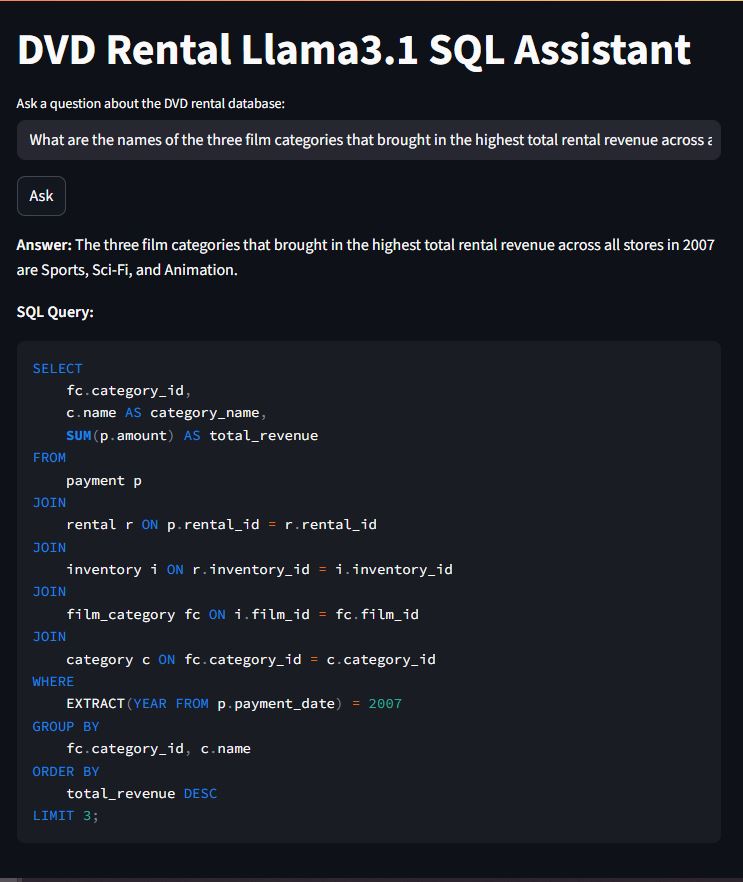 DVD Rental Llama3.1 SQL Assistant
Ask a question about the DVD rental database:
What are the names of the three film categories that brought in the highest total rental revenue across a
Ask
Answer: The three film categories that brought in the highest total rental revenue across all stores in 2007
are Sports, Sci-Fi, and Animation.
SQL Query:
SELECT
    fc.category_id,
    c.name AS category_name,
    SUM(p.amount) AS total_revenue
FROM
    payment p
JOIN
    rental r ON p.rental_id = r.rental_id
JOIN
    inventory i ON r.inventory_id = i.inventory_id
JOIN
    film_category fc ON i.film_id = fc.film_id
JOIN
    category c ON fc.category_id = c.category_id
WHERE
    EXTRACT(YEAR FROM p.payment_date) = 2007
GROUP BY
    fc.category_id, c.name
ORDER BY
    total_revenue DESC
LIMIT 3;